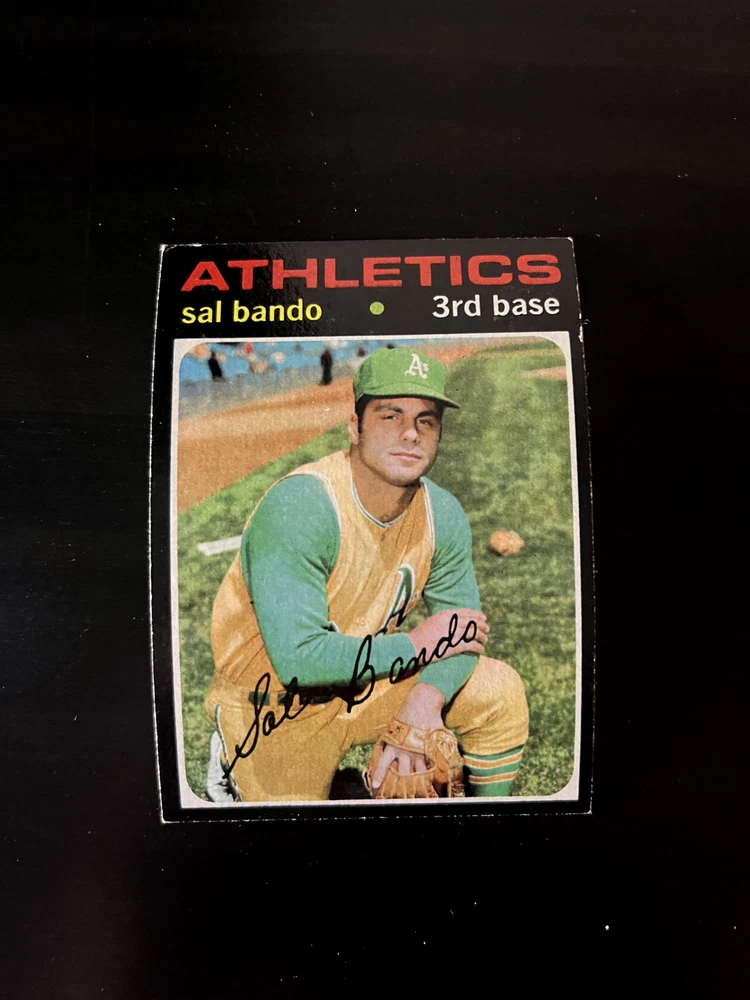 ATHLETICS
sal bando • 3rd base
A's
A
Sal Bando